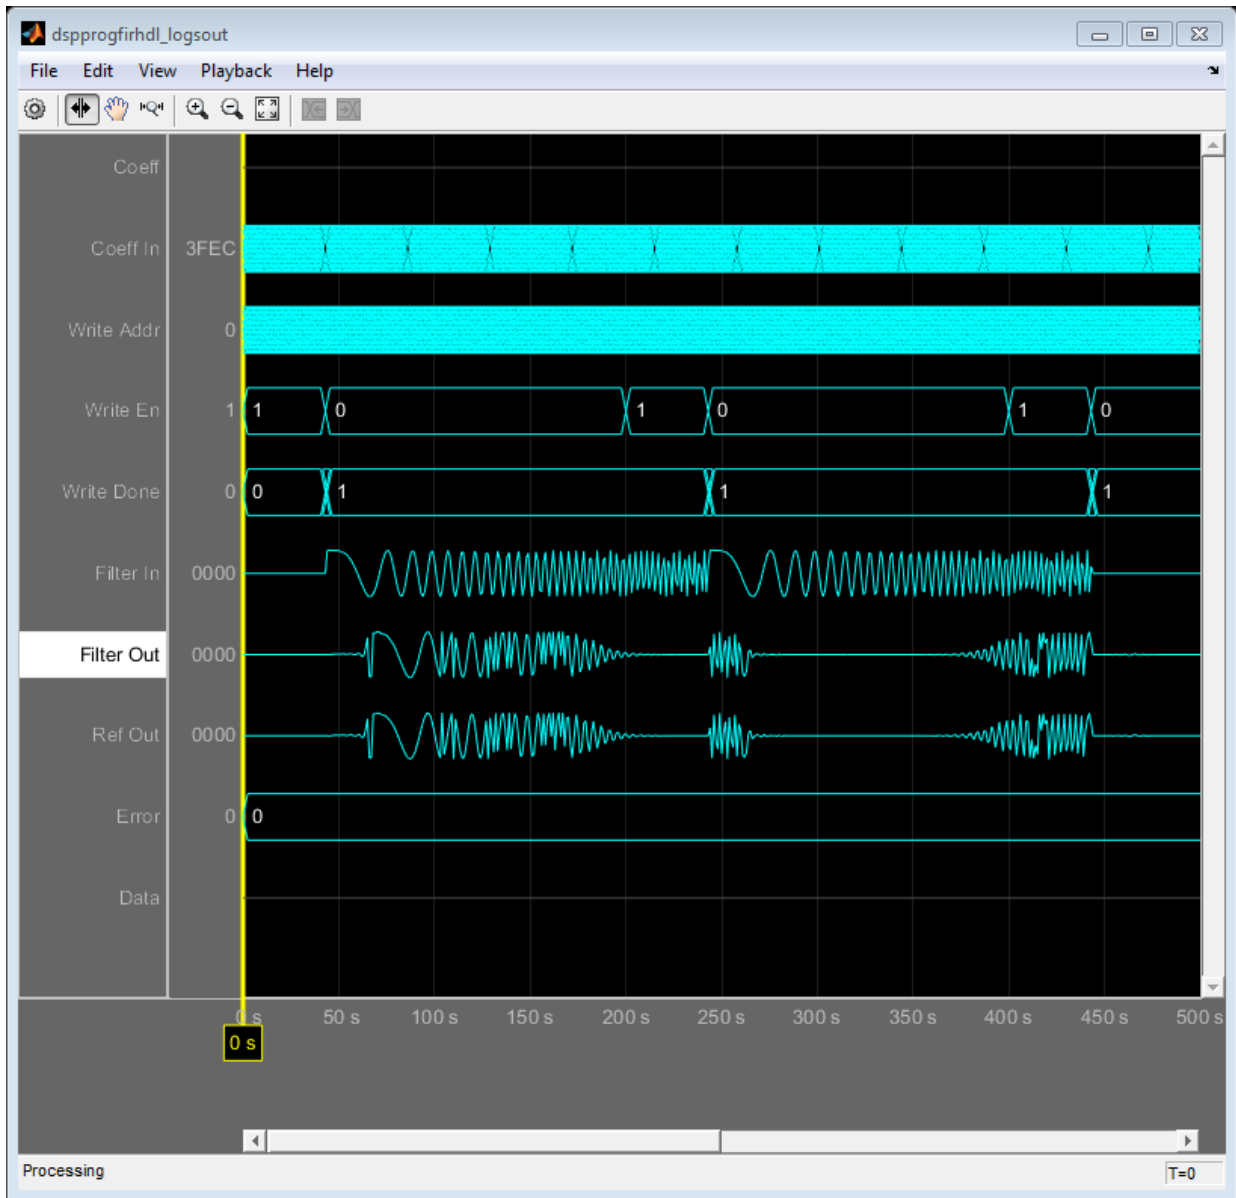 dspprogfirhdl_logsout
File Edit View Playback Help
Coeff
Coeff In 3FEC
Write Addr 0
Write En 1 1 0 1 0 1 0
Write Done 0 0 1 1 1
Filter In 0000
Filter Out 0000
Ref Out 0000
Error 0 0
Data
0 s 50 s 100 s 150 s 200 s 250 s 300 s 350 s 400 s 450 s 500 s
0 s
Processing T=0